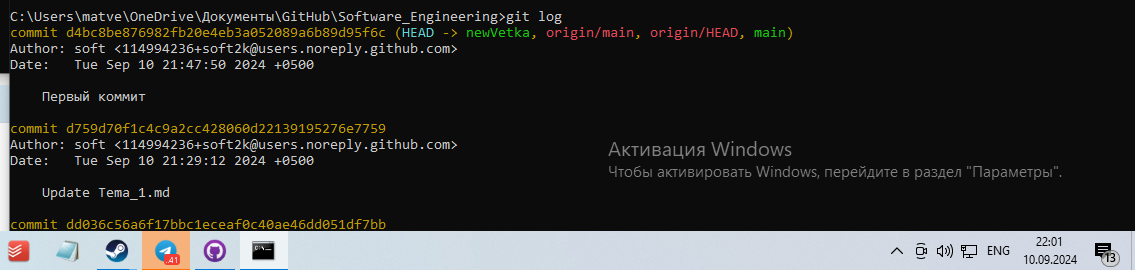 C:\Users\matve\OneDrive\Документы\GitHub\Software_Engineering>git log
commit d4bc8be876982fb20e4eb3a052089a6b89d95f6c (HEAD -> newVetka, origin/main, origin/HEAD, main)
Author: soft <114994236+soft2k@users.noreply.github.com>
Date:   Tue Sep 10 21:47:50 2024 +0500
Первый коммит
commit d759d70f1c4c9a2cc428060d22139195276e7759
Author: soft <114994236+soft2k@users.noreply.github.com>
Date:   Tue Sep 10 21:29:12 2024 +0500
Update Tema_1.md
commit dd036c56a6f17bbc1eceaf0c40ae46dd051df7bb
Активация Windows
Чтобы активировать Windows, перейдите в раздел "Параметры".
41
ENG
22:01
10.09.2024
13